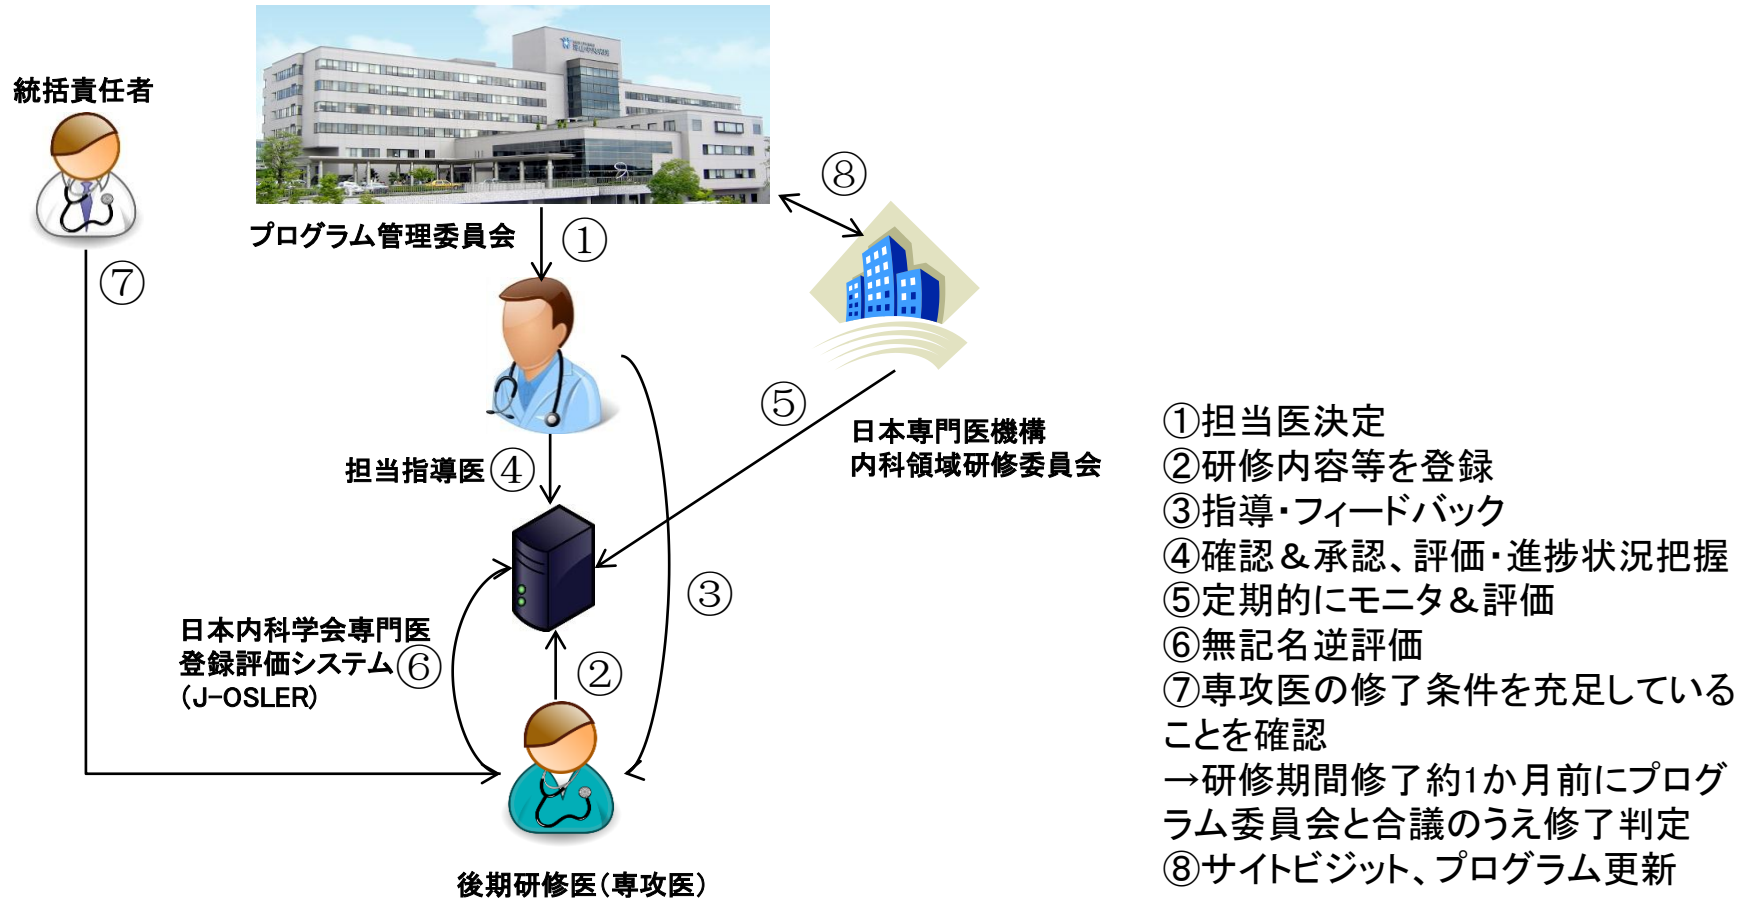 統括責任者
プログラム管理委員会
①
⑧
⑦
⑤
日本専門医機構
内科領域研修委員会
担当指導医
④
③
日本内科学会専門医
登録評価システム
(J-OSLER)
⑥
②
後期研修医(専攻医)
①担当医決定
②研修内容等を登録
③指導・フィードバック
④確認＆承認、評価・進捗状況把握
⑤定期的にモニタ＆評価
⑥無記名逆評価
⑦専攻医の修了条件を充足している
ことを確認
→研修期間修了約1か月前にプログ
ラム委員会と合議のうえ修了判定
⑧サイトビジット、プログラム更新